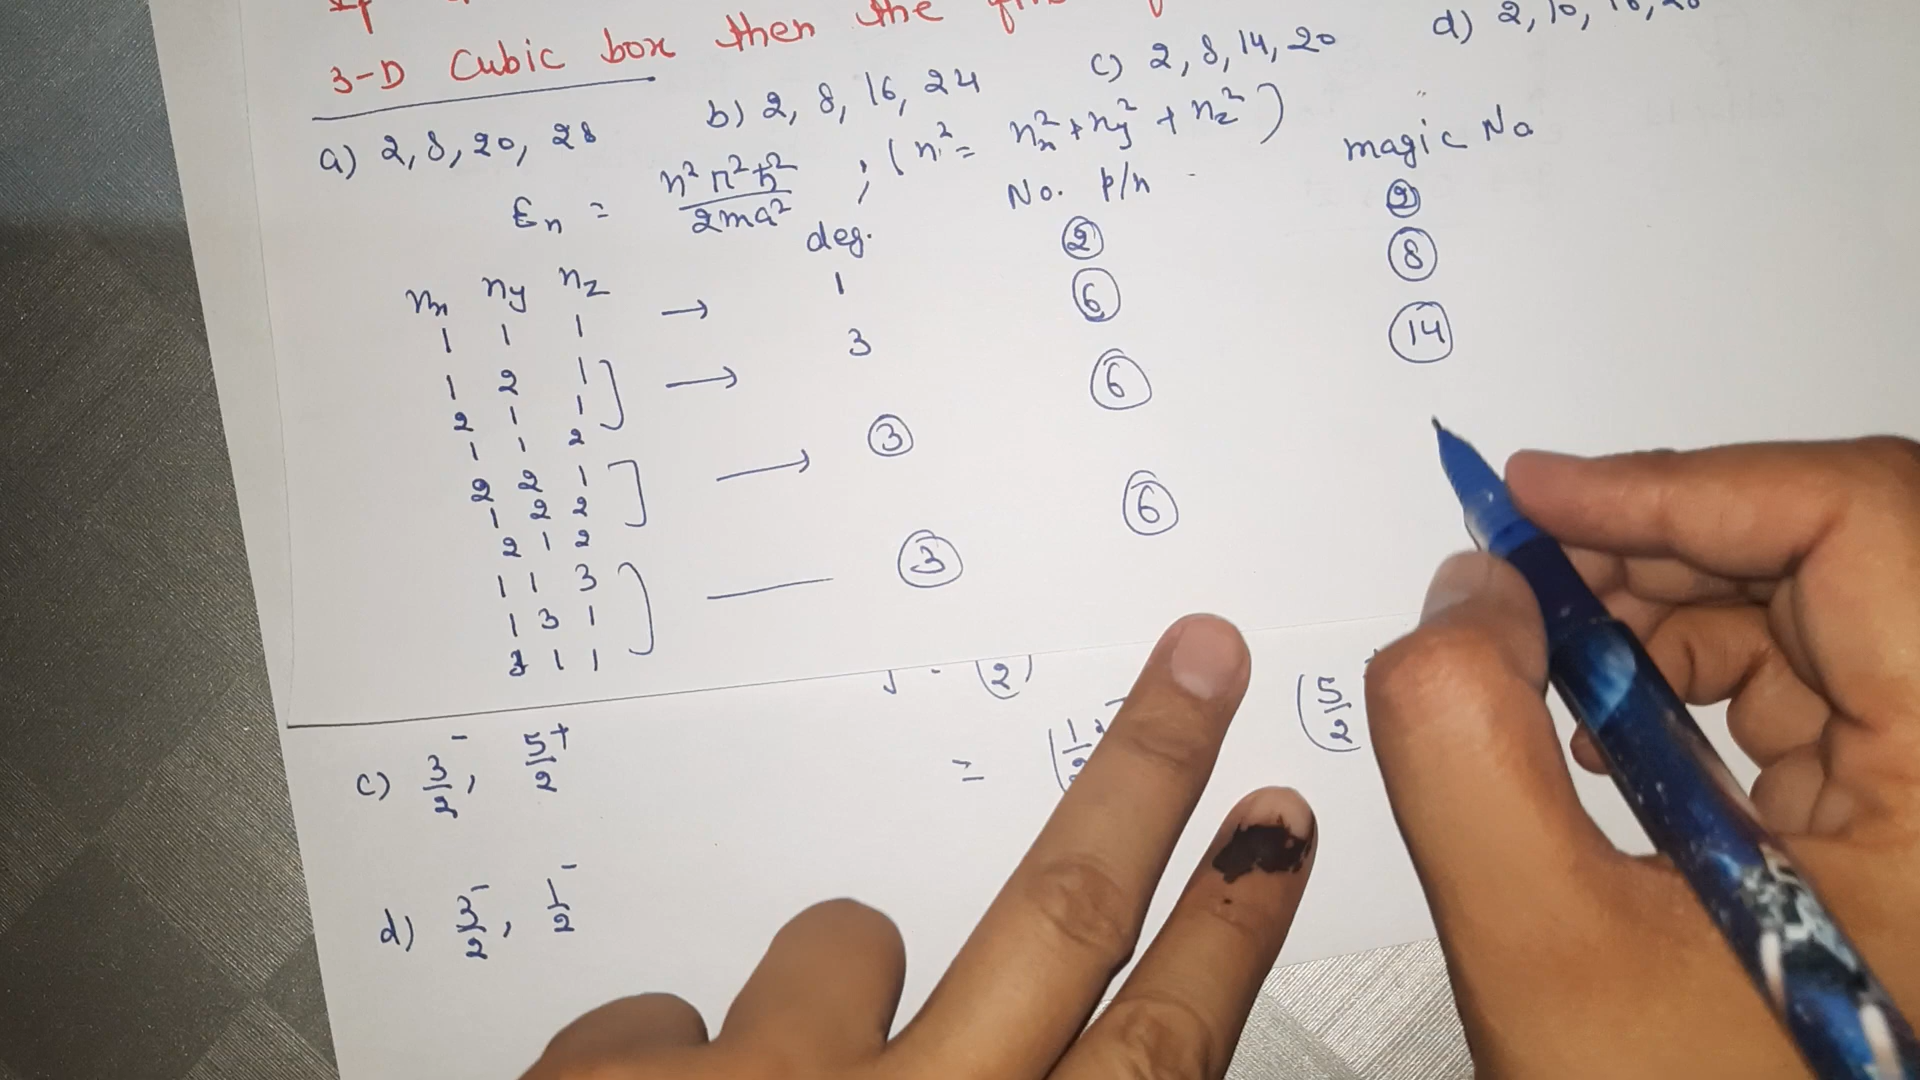 3-D Cubic box then the
a) 2, 8, 20, 28 b) 2, 8, 16, 24 c) 2, 8, 14, 20 d) 2, 10,
εn = n²π²ħ² / 2ma² ; (n² = nx² + ny² + nz²)
nx ny nz deg. No. p/n magic No
1 1 1 → 1 2 2
1 2 1
2 1 1 ] → 3 6 8
1 1 2
2 2 1
1 2 2 ] → 3 6 14
2 1 2
1 1 3
1 3 1 ) — 3 6
3 1 1
c) 3/2⁻, 5/2⁺
d) 3/2⁻, 1/2⁻